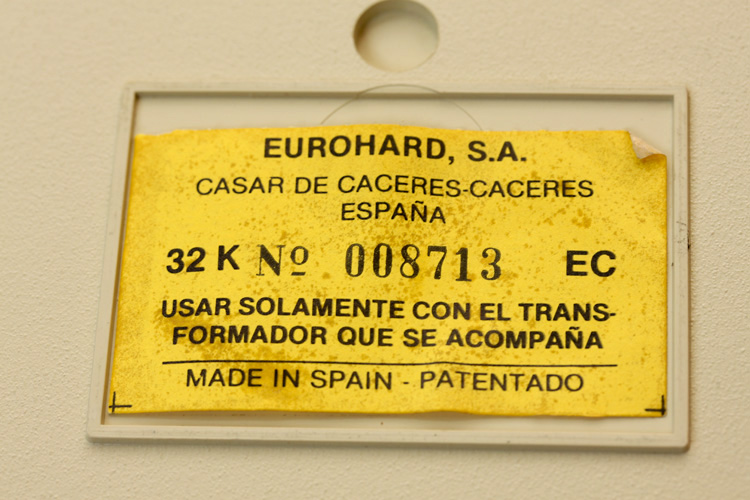 EUROHARD, S.A.
CASAR DE CACERES-CACERES
ESPAÑA
32 K Nº 008713 EC
USAR SOLAMENTE CON EL TRANS-
FORMADOR QUE SE ACOMPAÑA
MADE IN SPAIN - PATENTADO